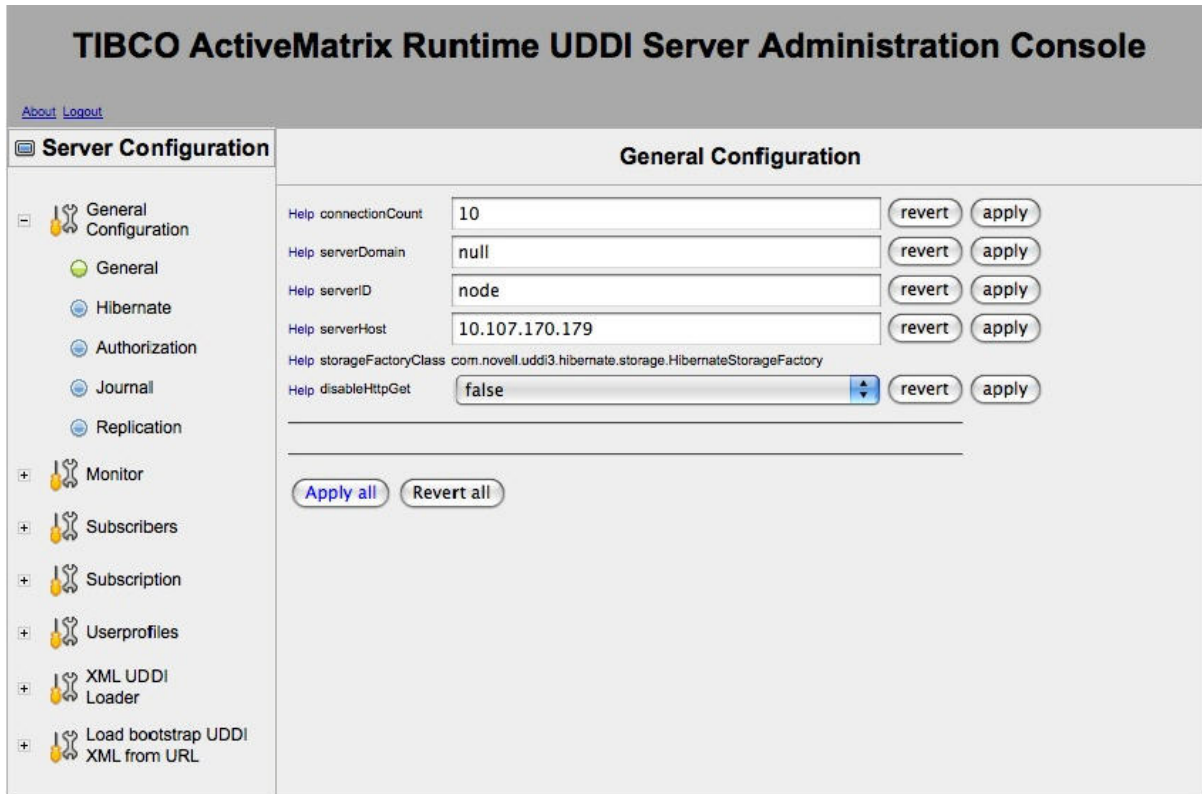 TIBCO ActiveMatrix Runtime UDDI Server Administration Console
About Logout
Server Configuration
General Configuration
General
Hibernate
Authorization
Journal
Replication
Monitor
Subscribers
Subscription
Userprofiles
XML UDDI
Loader
Load bootstrap UDDI
XML from URL
General Configuration
Help connectionCount 10 revert apply
Help serverDomain null revert apply
Help serverID node revert apply
Help serverHost 10.107.170.179 revert apply
Help storageFactoryClass com.novell.uddi3.hibernate.storage.HibernateStorageFactory
Help disableHttpGet false revert apply
Apply all Revert all